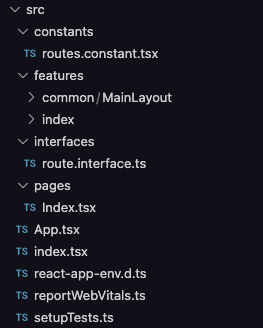 src
constants
TS routes.constant.tsx
features
common/MainLayout
index
interfaces
TS route.interface.ts
pages
TS Index.tsx
TS App.tsx
TS index.tsx
TS react-app-env.d.ts
TS reportWebVitals.ts
TS setupTests.ts